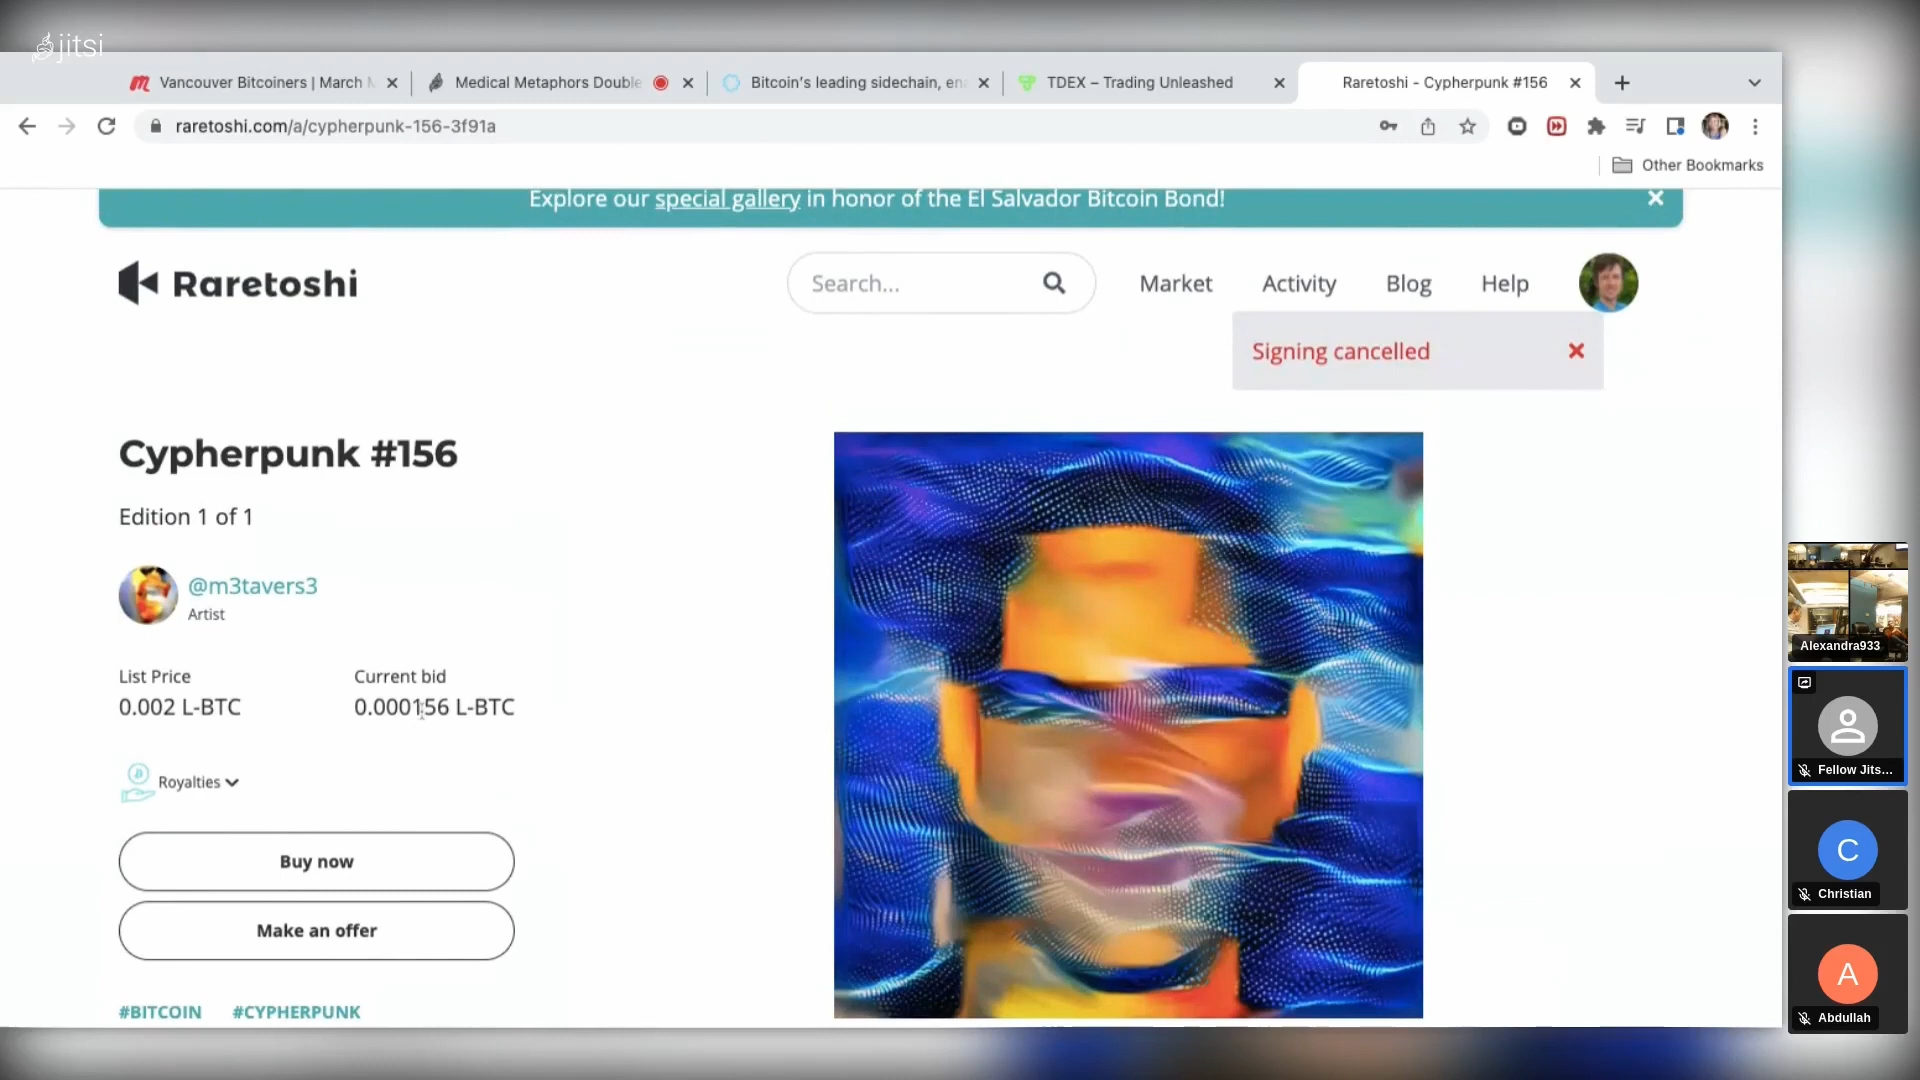 jitsi
Vancouver Bitcoiners | March
Medical Metaphors Double
Bitcoin's leading sidechain, en
TDEX – Trading Unleashed
Raretoshi - Cypherpunk #156
raretoshi.com/a/cypherpunk-156-3f91a
Other Bookmarks
Explore our special gallery in honor of the El Salvador Bitcoin Bond!
Raretoshi
Search...
Market
Activity
Blog
Help
Signing cancelled
Cypherpunk #156
Edition 1 of 1
@m3tavers3
Artist
List Price
Current bid
0.002 L-BTC
0.000156 L-BTC
Royalties
Buy now
Make an offer
#BITCOIN
#CYPHERPUNK
Alexandra933
Fellow Jits...
C
Christian
A
Abdullah